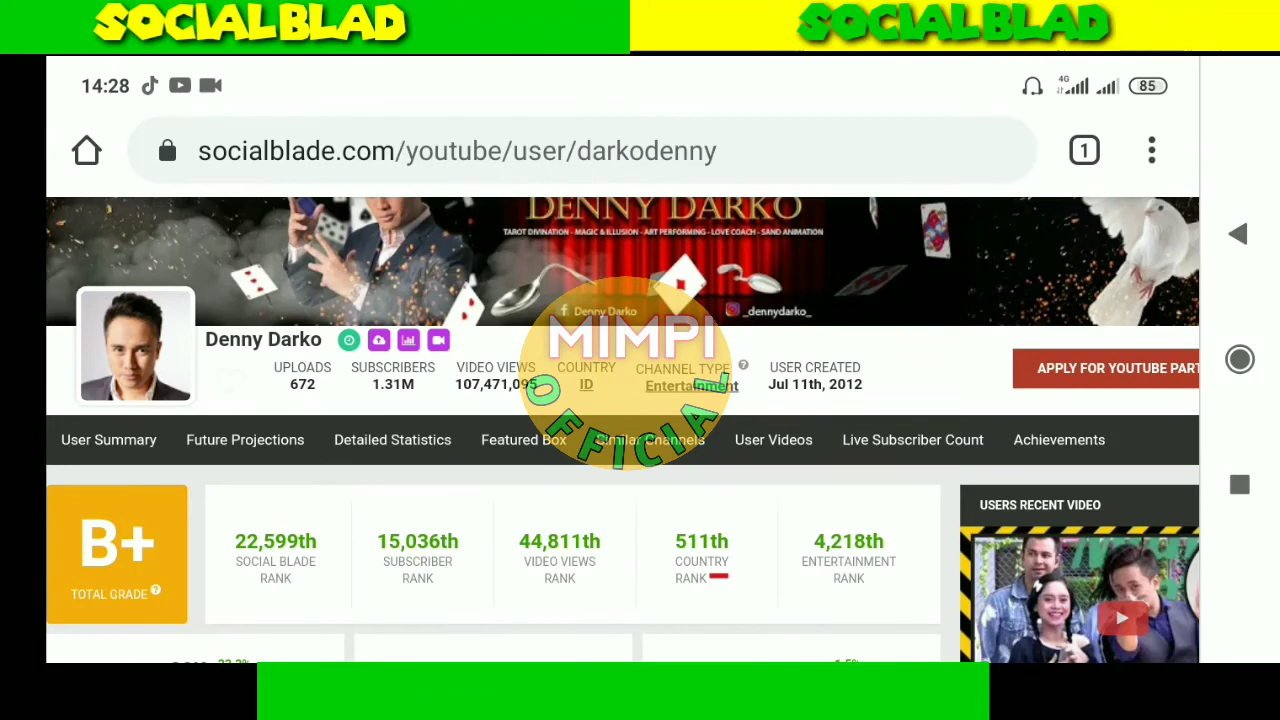 SOCIALBLAD SOCIALBLAD
14:28 4G 85
socialblade.com/youtube/user/darkodenny 1
DENNY DARKO
TAROT DIVINATION - MAGIC & ILLUSION - ART PERFORMING - LOVE COACH - SAND ANIMATION
Denny Darko _dennydarko_
MIMPI
OFFICIAL
Denny Darko
UPLOADS SUBSCRIBERS VIDEO VIEWS COUNTRY CHANNEL TYPE USER CREATED
672 1.31M 107,471,095 ID Entertainment Jul 11th, 2012
APPLY FOR YOUTUBE PART
User Summary Future Projections Detailed Statistics Featured Box Similar Channels User Videos Live Subscriber Count Achievements
B+
TOTAL GRADE
22,599th 15,036th 44,811th 511th 4,218th
SOCIAL BLADE SUBSCRIBER VIDEO VIEWS COUNTRY ENTERTAINMENT
RANK RANK RANK RANK RANK
USERS RECENT VIDEO